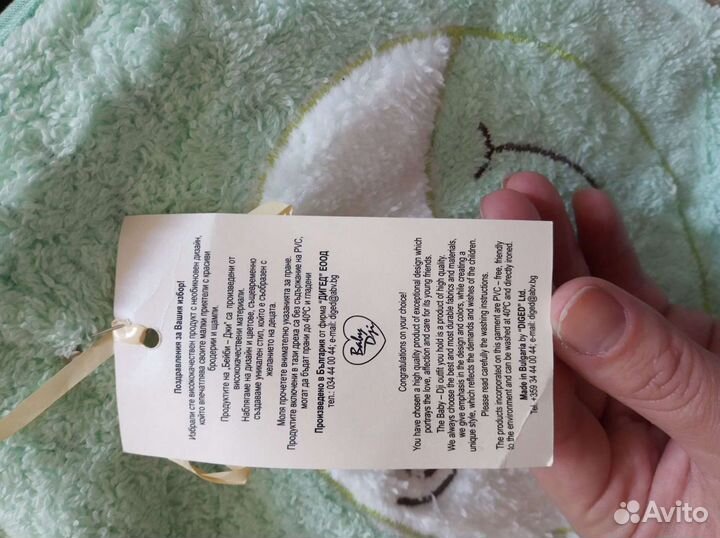 Поздравления за Вашия избор!
Избрали сте висококачествен продукт с необикновен дизайн,
който впечатлява своите малки приятели с красиви
бродерии и щампи.
Продуктите на „Бейби – Джи" са произведени от
висококачествени материали.
Наблягаме на дизайн и цветове, същевременно
създаваме уникален стил, който е съобразен с
желанието на децата.
Моля прочетете внимателно указанията за пране.
Продуктите включени в тази дреха са без съдържание на PVC,
могат да бъдат прани до 40ºС и гладени
Произведено в България от фирма "ДИГЕД" ЕООД
тел.: 034 44 00 44; e-mail: diged@abv.bg
Baby
Dji
Congratulations on your choice!
You have chosen a high quality product of exceptional design which
portrays the love, affection and care for its young friends.
The Baby – Dji outfit you hold is a product of high quality.
We always choose the best and most durable fabrics and materials,
we give emphasis in the design and colors, while creating a
unique style, which reflects the demands and wishes of the children.
Please read carefully the washing instructions.
The products incorporated on this garment are PVC – free, friendly
to the environment and can be washed at 40ºC and directly ironed.
Made in Bulgaria by "DIGED" Ltd.
Tel.:+359 34 44 00 44; e-mail: diged@abv.bg
Avito